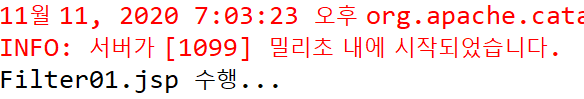 11월 11, 2020 7:03:23 오후 org.apache.cata
INFO: 서버가 [1099] 밀리초 내에 시작되었습니다.
Filter01.jsp 수행...